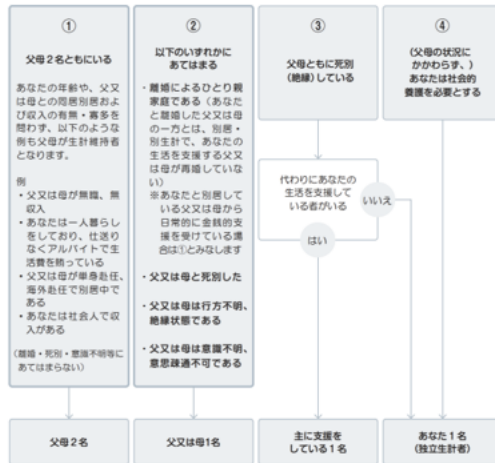 ①
父母2名ともにいる
あなたの年齢や、父又
は母との同居別居およ
び収入の有無・寡多を
問わず、以下のような
例も父母が生計維持者
となります。
例
・父又は母が無職、無
収入
・あなたは一人暮らし
をしており、仕送り
なくアルバイトで生
活費を賄っている
・父又は母が単身赴任、
海外赴任で別居中で
ある
・あなたは社会人で収
入がある
(離婚・死別・意識不明等に
あてはまらない)
父母2名
②
以下のいずれかに
あてはまる
・離婚によるひとり親
家庭である(あなた
と離婚した父又は母
の一方とは、別居・
別生計で、あなたの
生活を支援する父又
は母が再婚していな
い)
※あなたと別居して
いる父又は母から
日常的に金銭的支
援を受けている場
合は①とみなします
・父又は母と死別した
・父又は母は行方不明、
絶縁状態である
・父又は母は意識不明、
意思疎通不可である
父又は母1名
③
父母ともに死別
(絶縁)している
代わりにあなたの
生活を支援して
いる者がいる
いいえ
はい
主に支援を
している1名
④
(父母の状況に
かかわらず、)
あなたは社会的
養護を必要とする
あなた1名
(独立生計者)